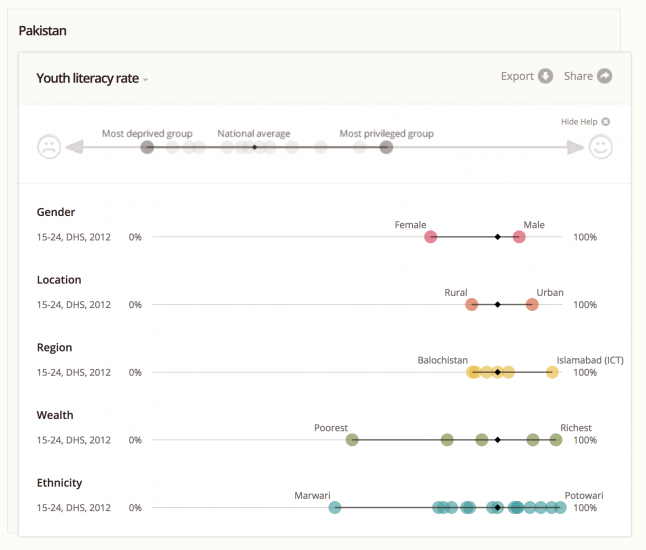 Pakistan
Youth literacy rate
Export Share
Hide Help
Most deprived group National average Most privileged group
Gender
Female Male
15-24, DHS, 2012 0% 100%
Location
Rural Urban
15-24, DHS, 2012 0% 100%
Region
Balochistan Islamabad (ICT)
15-24, DHS, 2012 0% 100%
Wealth
Poorest Richest
15-24, DHS, 2012 0% 100%
Ethnicity
Marwari Potowari
15-24, DHS, 2012 0% 100%